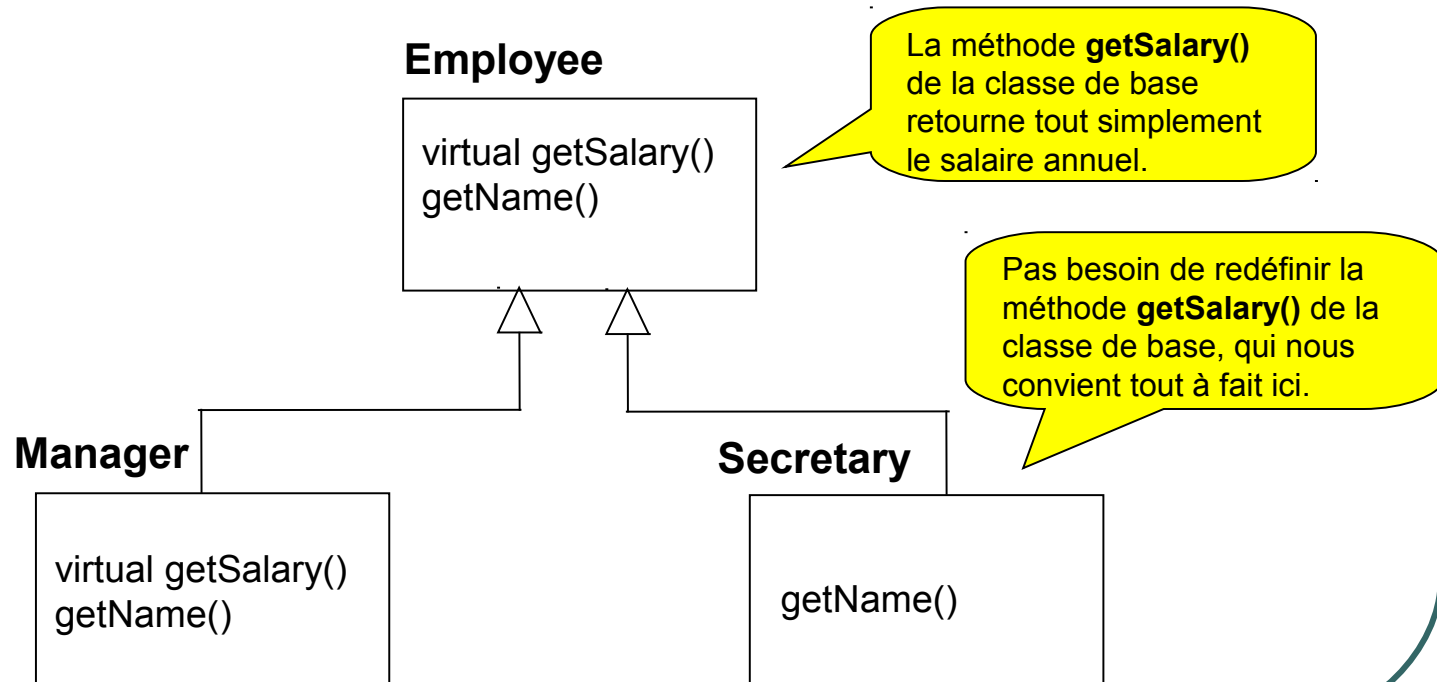 Employee
virtual getSalary()
getName()
La méthode getSalary()
de la classe de base
retourne tout simplement
le salaire annuel.
Pas besoin de redéfinir la
méthode getSalary() de la
classe de base, qui nous
convient tout à fait ici.
Manager
virtual getSalary()
getName()
Secretary
getName()